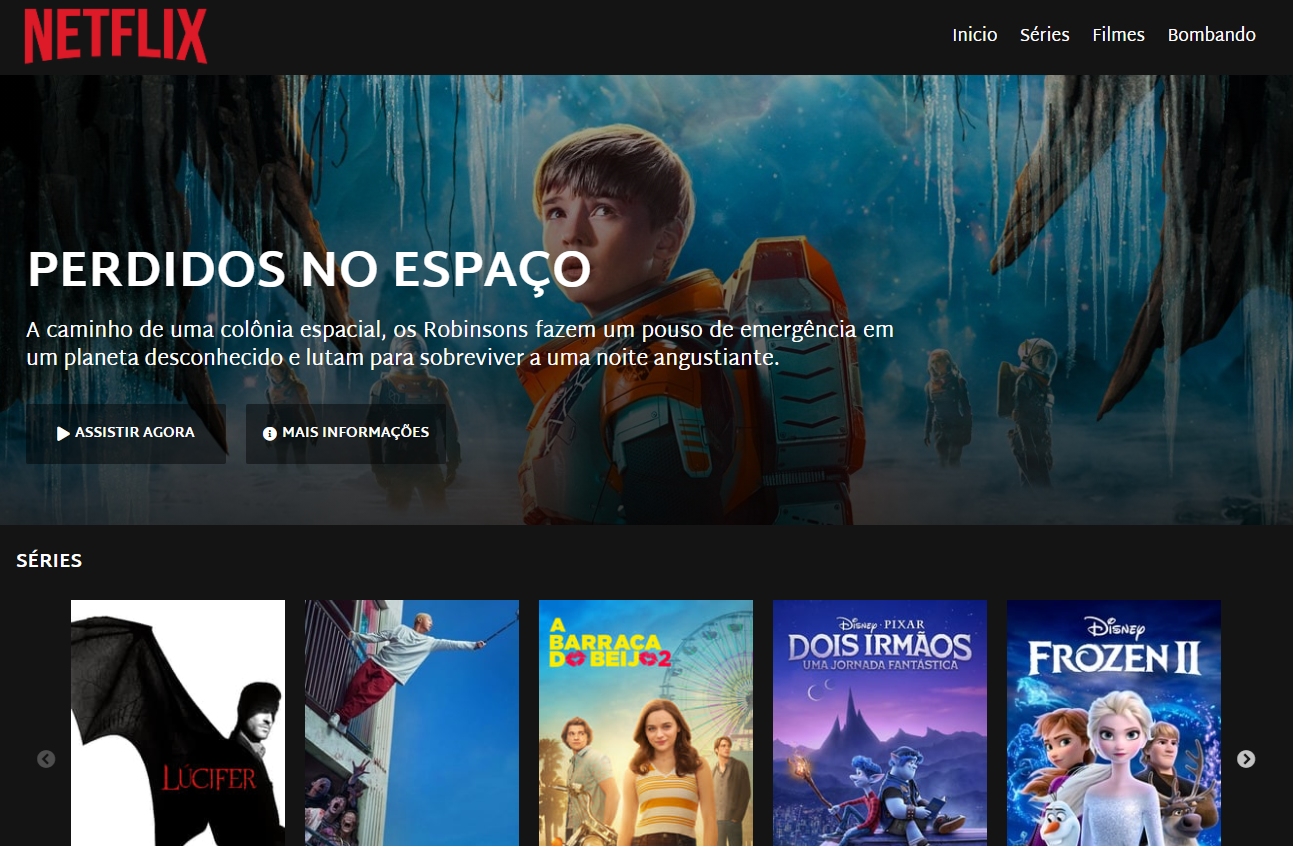 NETFLIX
Inicio Séries Filmes Bombando
PERDIDOS NO ESPAÇO
A caminho de uma colônia espacial, os Robinsons fazem um pouso de emergência em
um planeta desconhecido e lutam para sobreviver a uma noite angustiante.
ASSISTIR AGORA
MAIS INFORMAÇÕES
SÉRIES
LÚCIFER
A
BARRACA
DO BEIJO 2
DISNEY · PIXAR
DOIS IRMÃOS
UMA JORNADA FANTÁSTICA
DISNEY
FROZEN II